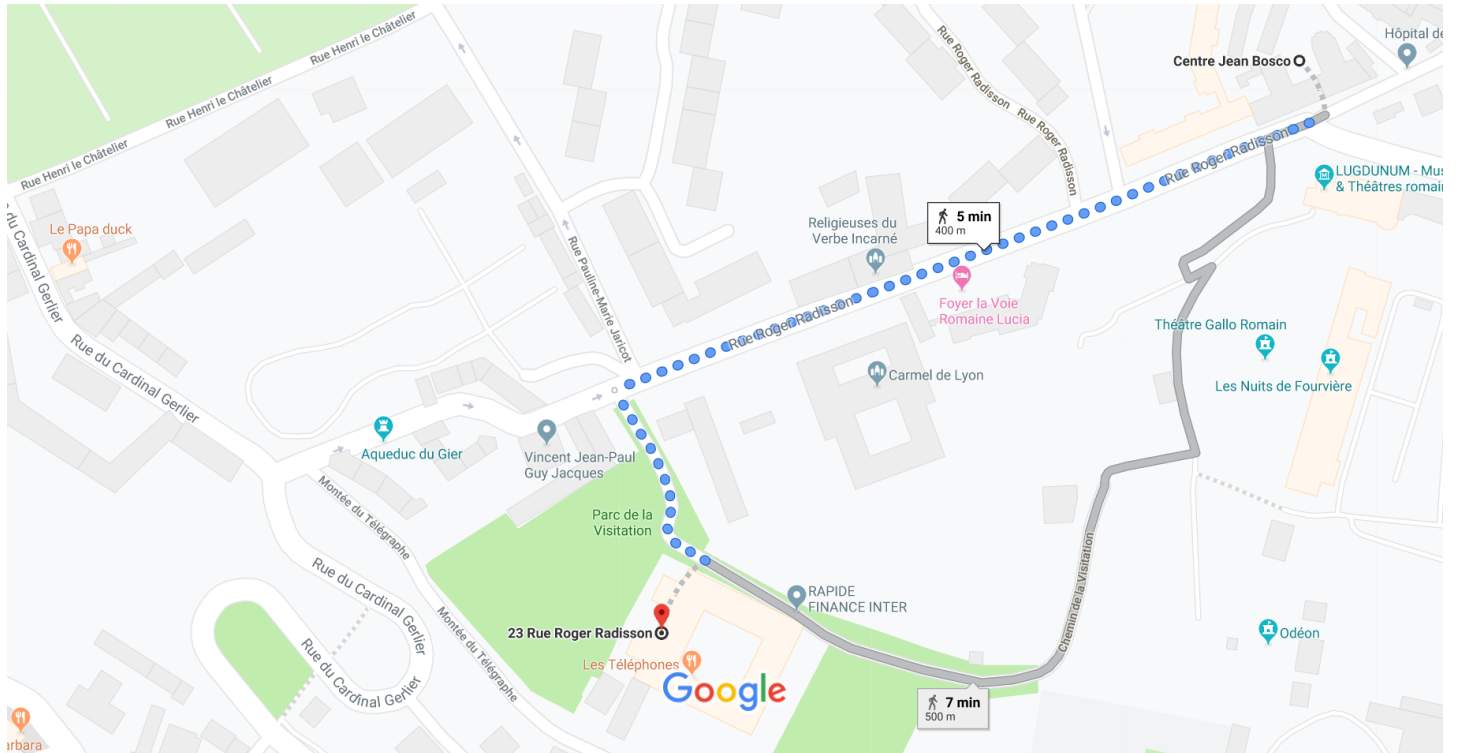 Hôpital de
Centre Jean Bosco
Rue Henri le Châtelier
Rue Henri le Châtelier
Rue Henri le Châtelier
Rue Roger Radisson
Rue Roger Radisson
Rue Roger Radisson
LUGDUNUM - Mus
& Théâtres romai
Le Papa duck
du Cardinal Gerlier
Rue Pauline-Marie Jaricot
Religieuses du
Verbe Incarné
5 min
400 m
Foyer la Voie
Romaine Lucia
Rue Roger Radisson
Théâtre Gallo Romain
Les Nuits de Fourvière
Rue du Cardinal Gerlier
Carmel de Lyon
Aqueduc du Gier
Vincent Jean-Paul
Guy Jacques
Montée du Télégraphe
Parc de la
Visitation
Chemin de la Visitation
RAPIDE
FINANCE INTER
Rue du Cardinal Gerlier
23 Rue Roger Radisson
Odéon
Montée du Télégraphe
Les Téléphones
Rue du Cardinal Gerlier
Google
7 min
500 m
arbara